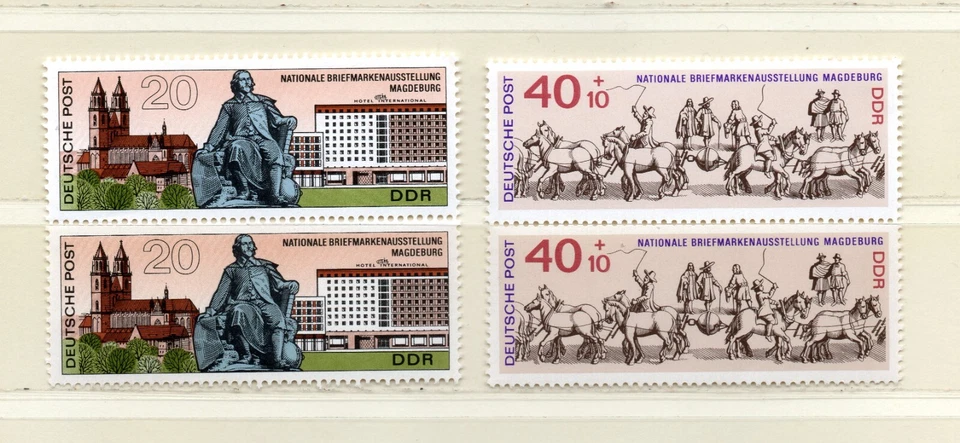 DEUTSCHE POST
20
NATIONALE BRIEFMARKENAUSSTELLUNG
MAGDEBURG
HOTEL INTERNATIONAL
DDR
DEUTSCHE POST
40+10
NATIONALE BRIEFMARKENAUSSTELLUNG MAGDEBURG
DDR
DEUTSCHE POST
20
NATIONALE BRIEFMARKENAUSSTELLUNG
MAGDEBURG
HOTEL INTERNATIONAL
DDR
DEUTSCHE POST
40+10
NATIONALE BRIEFMARKENAUSSTELLUNG MAGDEBURG
DDR